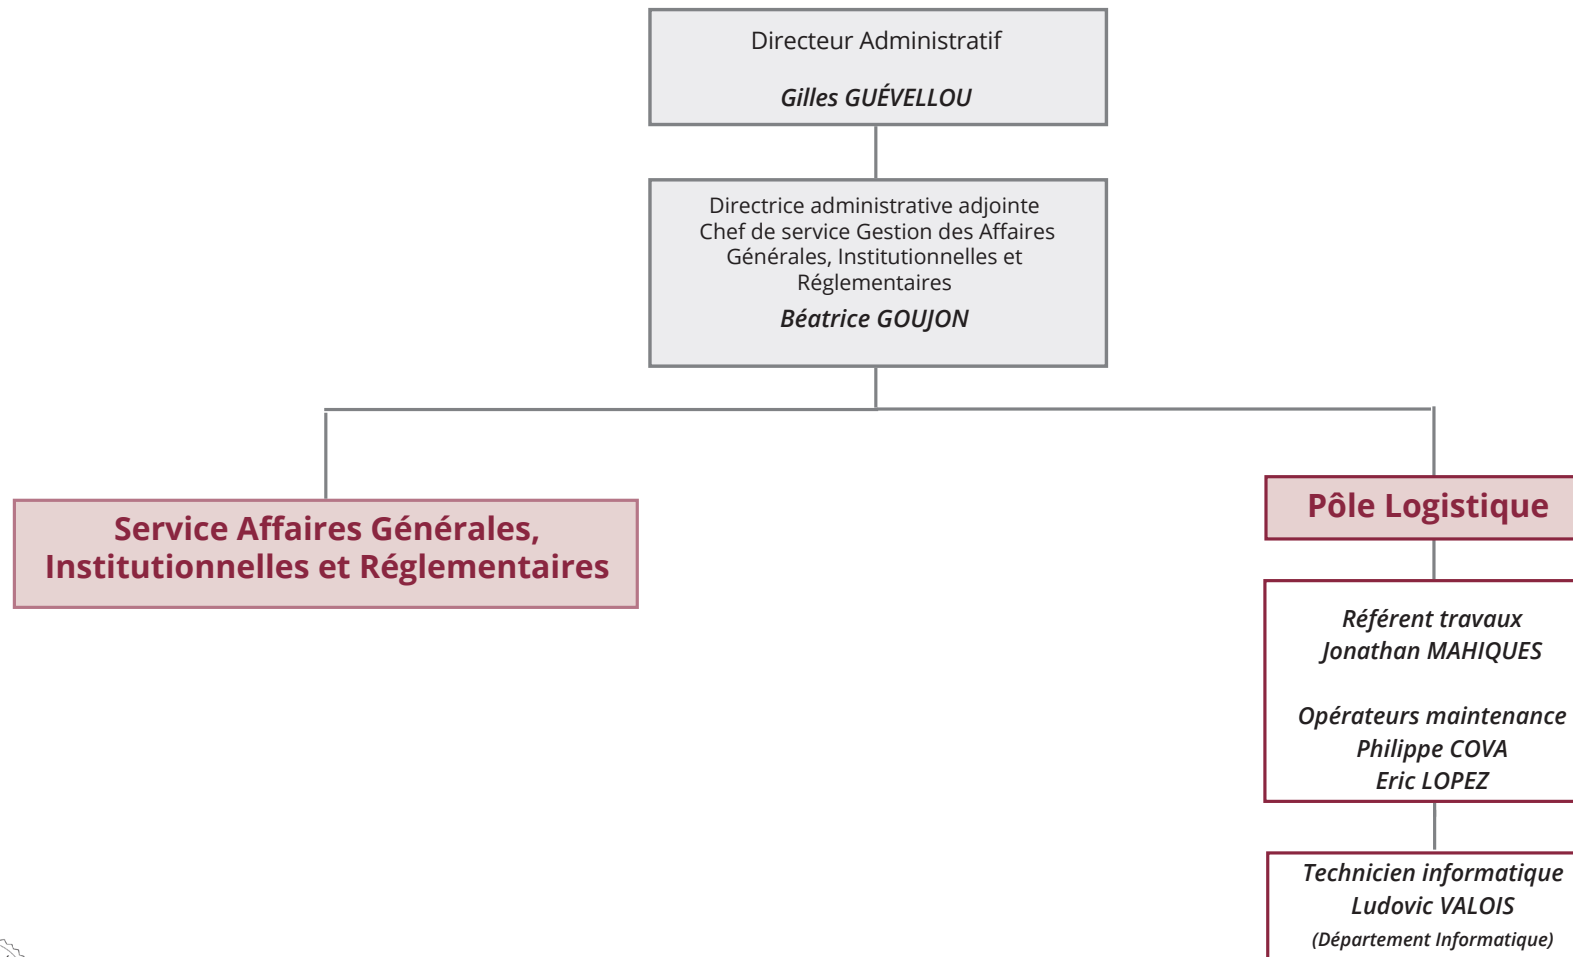 Directeur Administratif
Gilles GUÉVELLOU
Directrice administrative adjointe
Chef de service Gestion des Affaires
Générales, Institutionnelles et
Réglementaires
Béatrice GOUJON
Service Affaires Générales,
Institutionnelles et Réglementaires
Pôle Logistique
Référent travaux
Jonathan MAHIQUES
Opérateurs maintenance
Philippe COVA
Eric LOPEZ
Technicien informatique
Ludovic VALOIS
(Département Informatique)